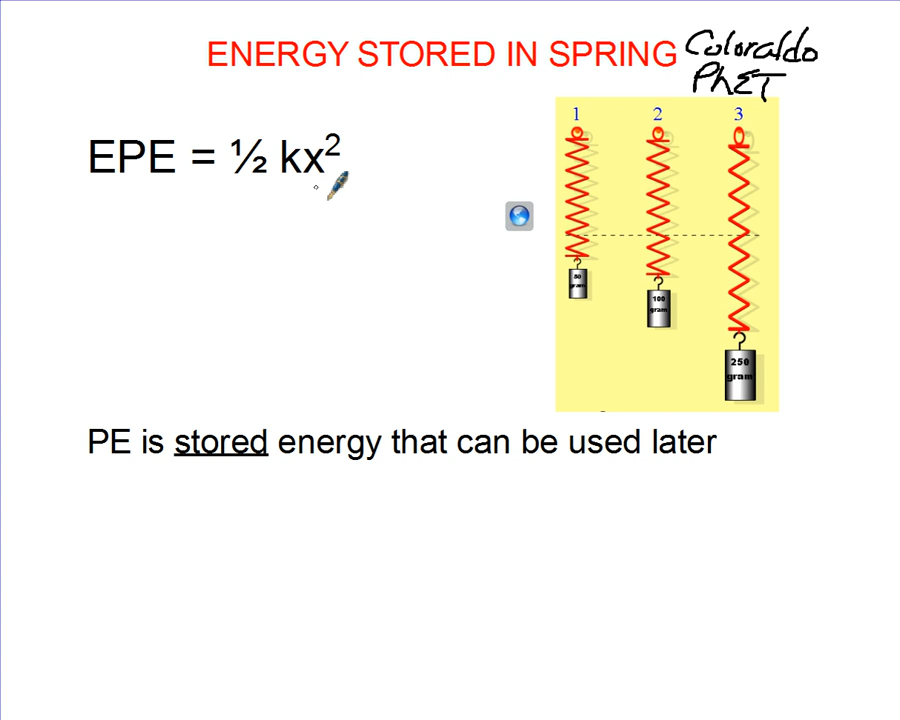 ENERGY STORED IN SPRING Coloraldo
PhET
1 2 3
EPE = ½ kx²
50
gram
100
gram
250
gram
PE is stored energy that can be used later